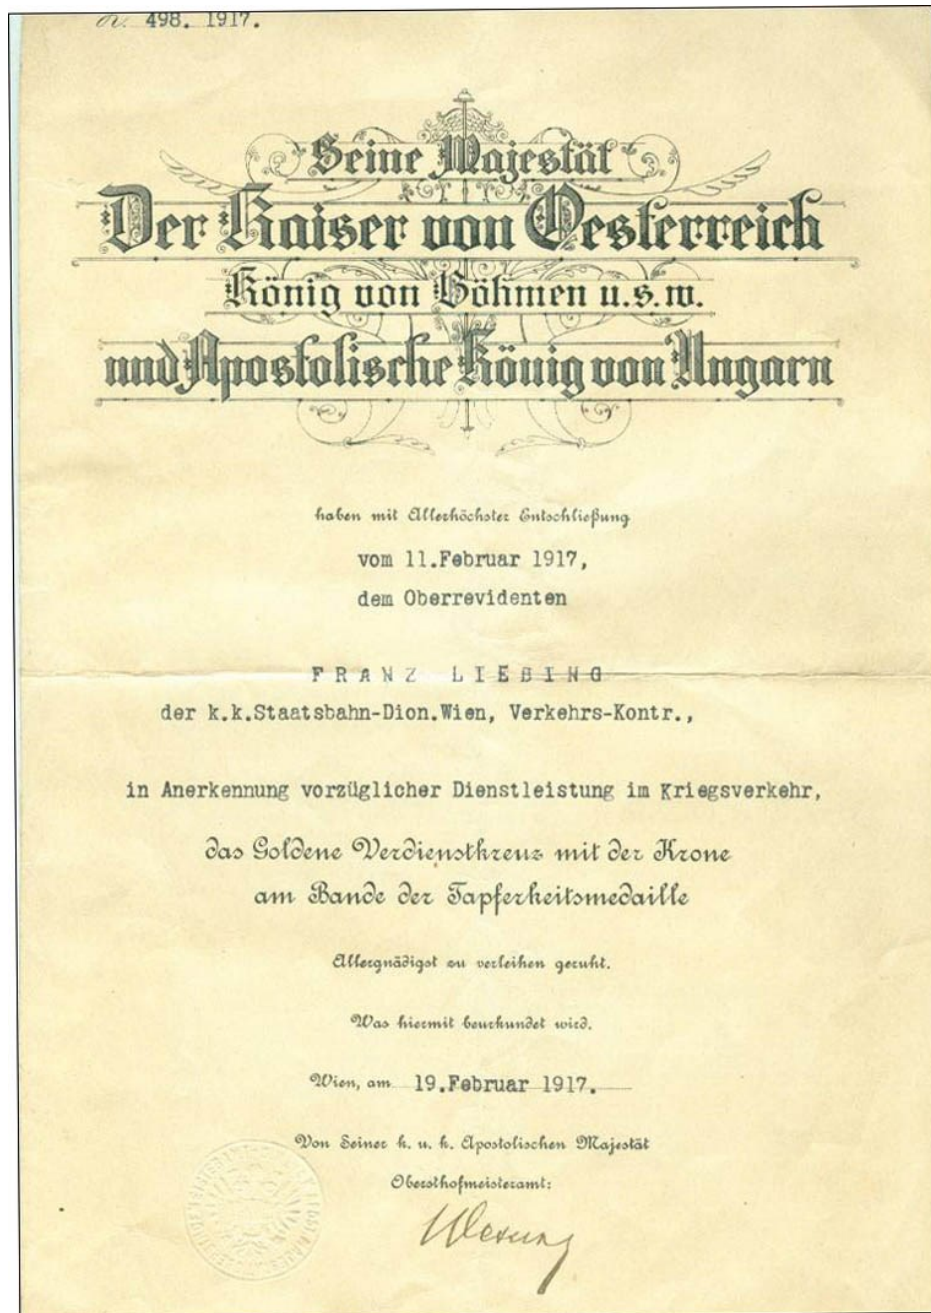 498. 1917.
Seine Majestät
Der Kaiser von Oesterreich
König von Böhmen u.s.w.
und Apostolische König von Ungarn
haben mit Allerhöchster Entschließung
vom 11.Februar 1917,
dem Oberrevidenten
FRANZ LIEBING
der k.k.Staatsbahn-Dion.Wien, Verkehrs-Kontr.,
in Anerkennung vorzüglicher Dienstleistung im Kriegsverkehr,
das Goldene Verdienstkreuz mit der Krone
am Bande der Tapferkeitsmedaille
Allergnädigst zu verleihen geruht.
Was hiermit beurkundet wird.
Wien, am 19.Februar 1917.
Von Seiner k. u. k. Apostolischen Majestät
Obersthofmeisteramt: